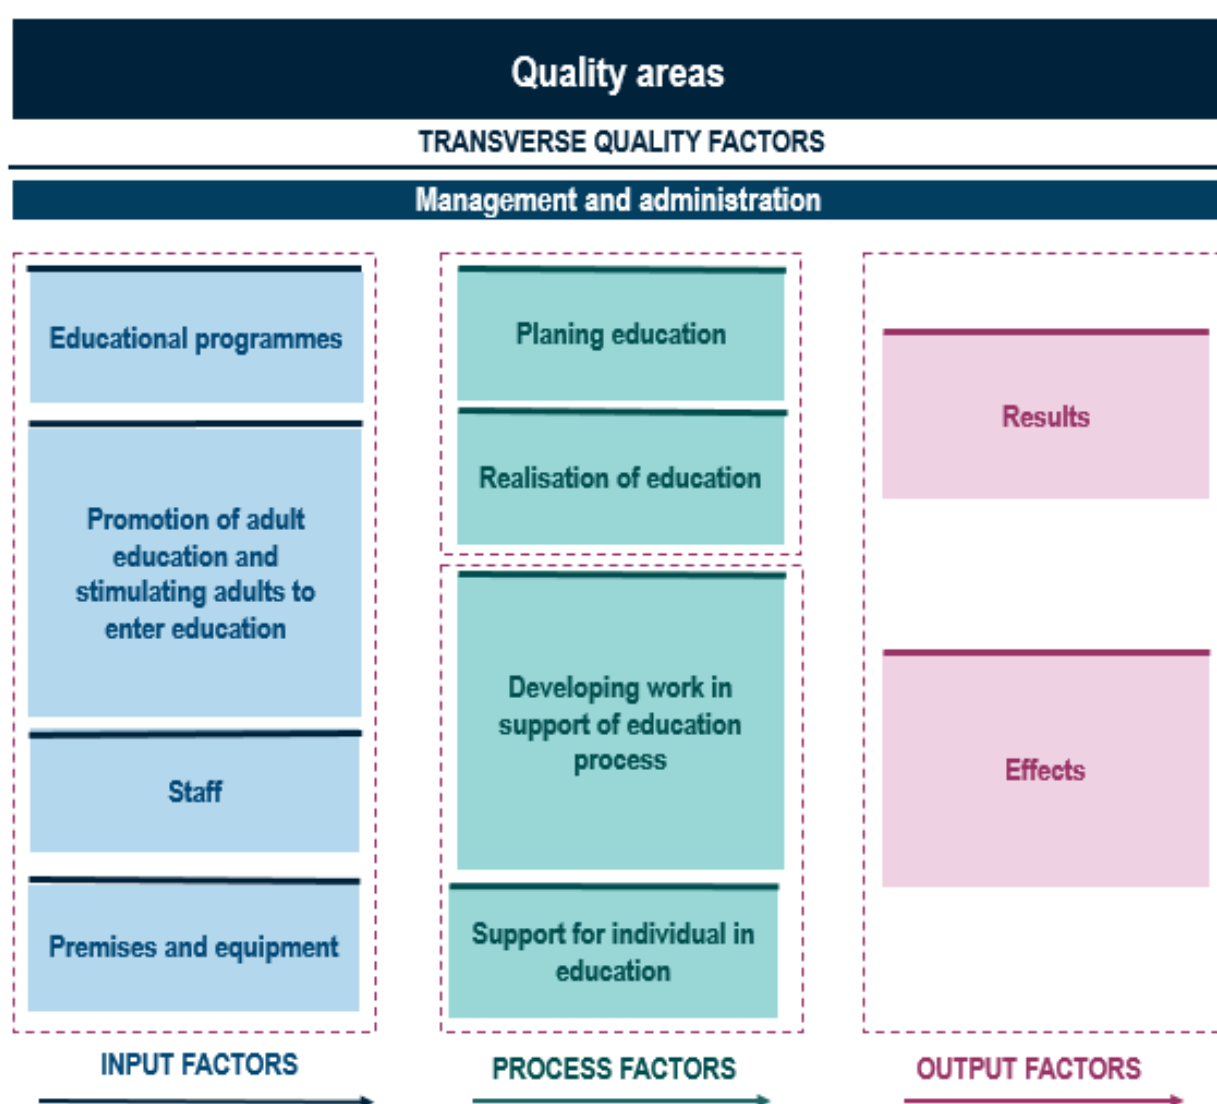 Quality areas
TRANSVERSE QUALITY FACTORS
Management and administration
Educational programmes
Promotion of adult
education and
stimulating adults to
enter education
Staff
Premises and equipment
INPUT FACTORS
Planing education
Realisation of education
Developing work in
support of education
process
Support for individual in
education
PROCESS FACTORS
Results
Effects
OUTPUT FACTORS